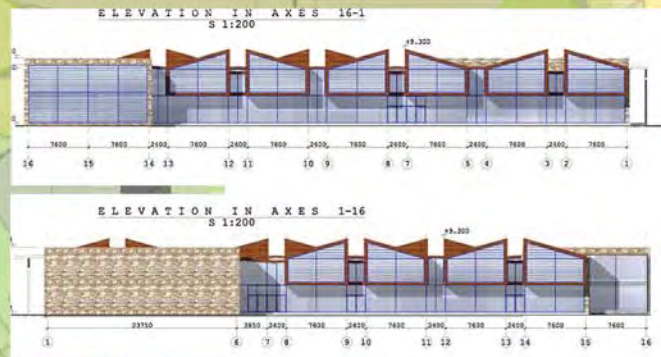 ELEVATION IN AXES 16-1
S 1:200
+9.300
7600 7600 2400 7600 2400 7600 2400 7600 2400 7600 2400 7600 2400 7600
16 15 14 13 12 11 10 9 8 7 5 4 3 2 1
ELEVATION IN AXES 1-16
S 1:200
+9.300
23750 3850 2400 7600 2400 7600 2400 7600 2400 7600 7600
1 6 7 8 9 10 11 12 13 14 15 16